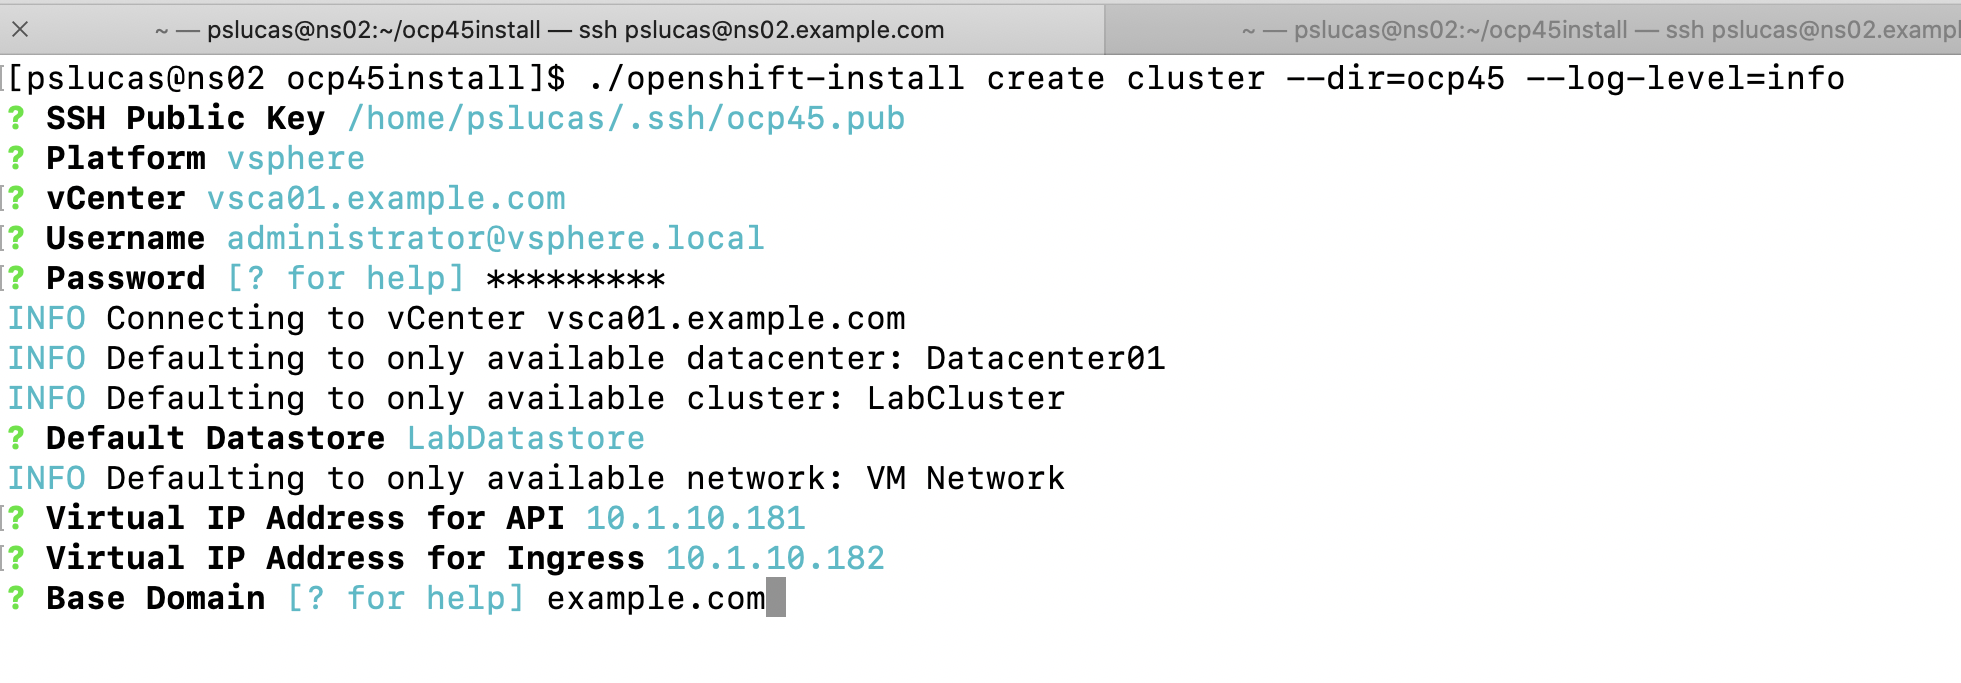 ~ — pslucas@ns02:~/ocp45install — ssh pslucas@ns02.example.com
~ — pslucas@ns02:~/ocp45install — ssh pslucas@ns02.exampl
[pslucas@ns02 ocp45install]$ ./openshift-install create cluster --dir=ocp45 --log-level=info
? SSH Public Key /home/pslucas/.ssh/ocp45.pub
? Platform vsphere
? vCenter vsca01.example.com
? Username administrator@vsphere.local
? Password [? for help] *********
INFO Connecting to vCenter vsca01.example.com
INFO Defaulting to only available datacenter: Datacenter01
INFO Defaulting to only available cluster: LabCluster
? Default Datastore LabDatastore
INFO Defaulting to only available network: VM Network
? Virtual IP Address for API 10.1.10.181
? Virtual IP Address for Ingress 10.1.10.182
? Base Domain [? for help] example.com